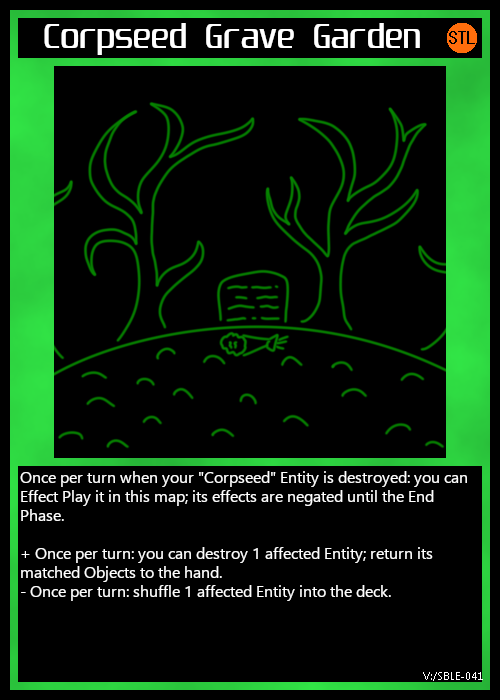 Corpseed Grave Garden
STL
Once per turn when your "Corpseed" Entity is destroyed: you can
Effect Play it in this map; its effects are negated until the End
Phase.
+ Once per turn: you can destroy 1 affected Entity; return its
matched Objects to the hand.
- Once per turn: shuffle 1 affected Entity into the deck.
V:/SBLE-041